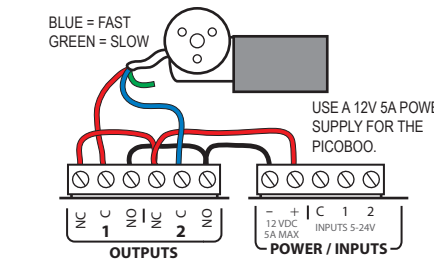 BLUE = FAST
GREEN = SLOW
USE A 12V 5A POWE
SUPPLY FOR THE
PICOBOO.
NC C NO NC C NO
1 2
OUTPUTS
– + C 1 2
12 VDC
5A MAX
INPUTS 5-24V
POWER / INPUTS